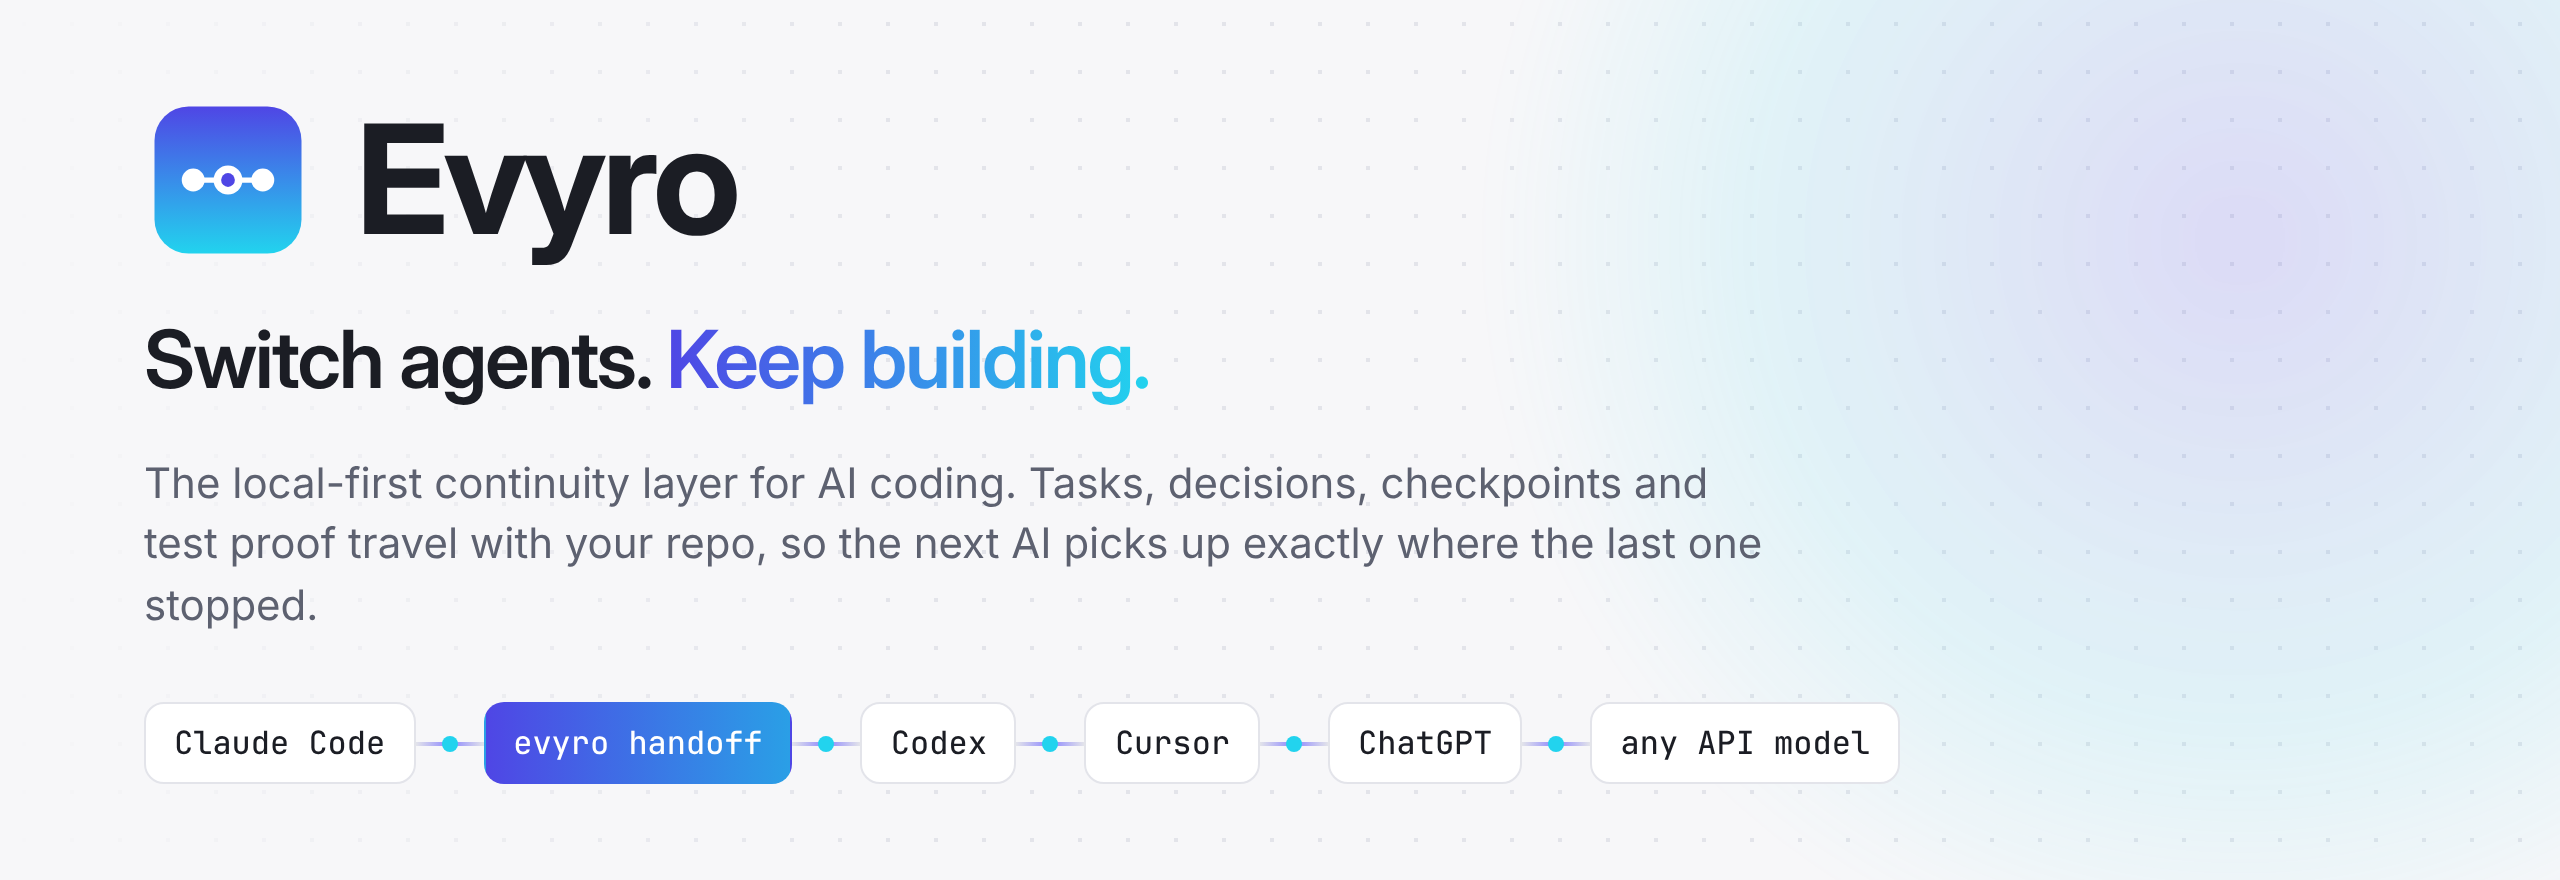 Evyro
Switch agents. Keep building.
The local-first continuity layer for AI coding. Tasks, decisions, checkpoints and
test proof travel with your repo, so the next AI picks up exactly where the last one
stopped.
Claude Code evyro handoff Codex Cursor ChatGPT any API model